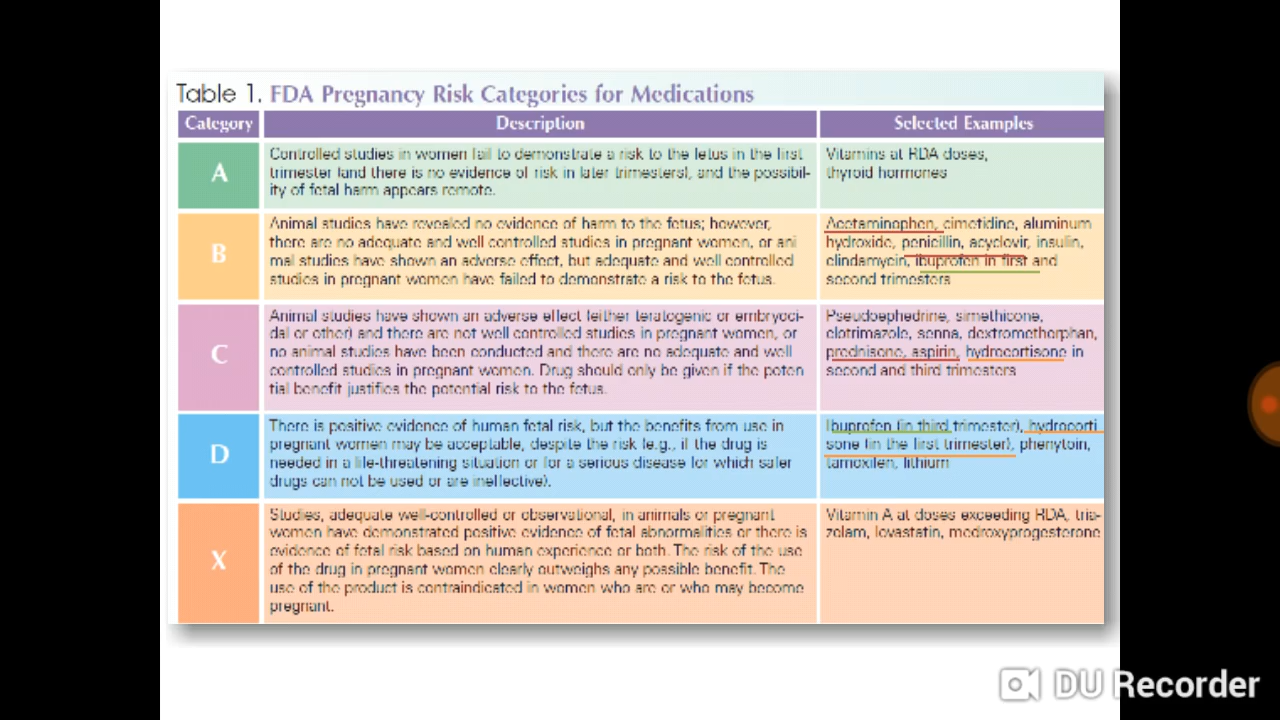 Table 1. FDA Pregnancy Risk Categories for Medications
Category
Description
Selected Examples
A
Controlled studies in women fail to demonstrate a risk to the fetus in the first
trimester (and there is no evidence of risk in later trimesters), and the possibil-
ity of fetal harm appears remote.
Vitamins at RDA doses,
thyroid hormones
B
Animal studies have revealed no evidence of harm to the fetus; however,
there are no adequate and well controlled studies in pregnant women, or ani
mal studies have shown an adverse effect, but adequate and well controlled
studies in pregnant women have failed to demonstrate a risk to the fetus.
Acetaminophen, cimetidine, aluminum
hydroxide, penicillin, acyclovir, insulin,
clindamycin, ibuprofen in first and
second trimesters
C
Animal studies have shown an adverse effect (either teratogenic or embryoci-
dal or other) and there are not well controlled studies in pregnant women, or
no animal studies have been conducted and there are no adequate and well
controlled studies in pregnant women. Drug should only be given if the poten
tial benefit justifies the potential risk to the fetus.
Pseudoephedrine, simethicone,
clotrimazole, senna, dextromethorphan,
prednisone, aspirin, hydrocortisone in
second and third trimesters
D
There is positive evidence of human fetal risk, but the benefits from use in
pregnant women may be acceptable, despite the risk (e.g., if the drug is
needed in a life-threatening situation or for a serious disease for which safer
drugs can not be used or are ineffective).
Ibuprofen (in third trimester), hydrocorti
sone (in the first trimester), phenytoin,
tamoxifen, lithium
X
Studies, adequate well-controlled or observational, in animals or pregnant
women have demonstrated positive evidence of fetal abnormalities or there is
evidence of fetal risk based on human experience or both. The risk of the use
of the drug in pregnant women clearly outweighs any possible benefit. The
use of the product is contraindicated in women who are or who may become
pregnant.
Vitamin A at doses exceeding RDA, tria-
zolam, lovastatin, medroxyprogesterone
DU Recorder